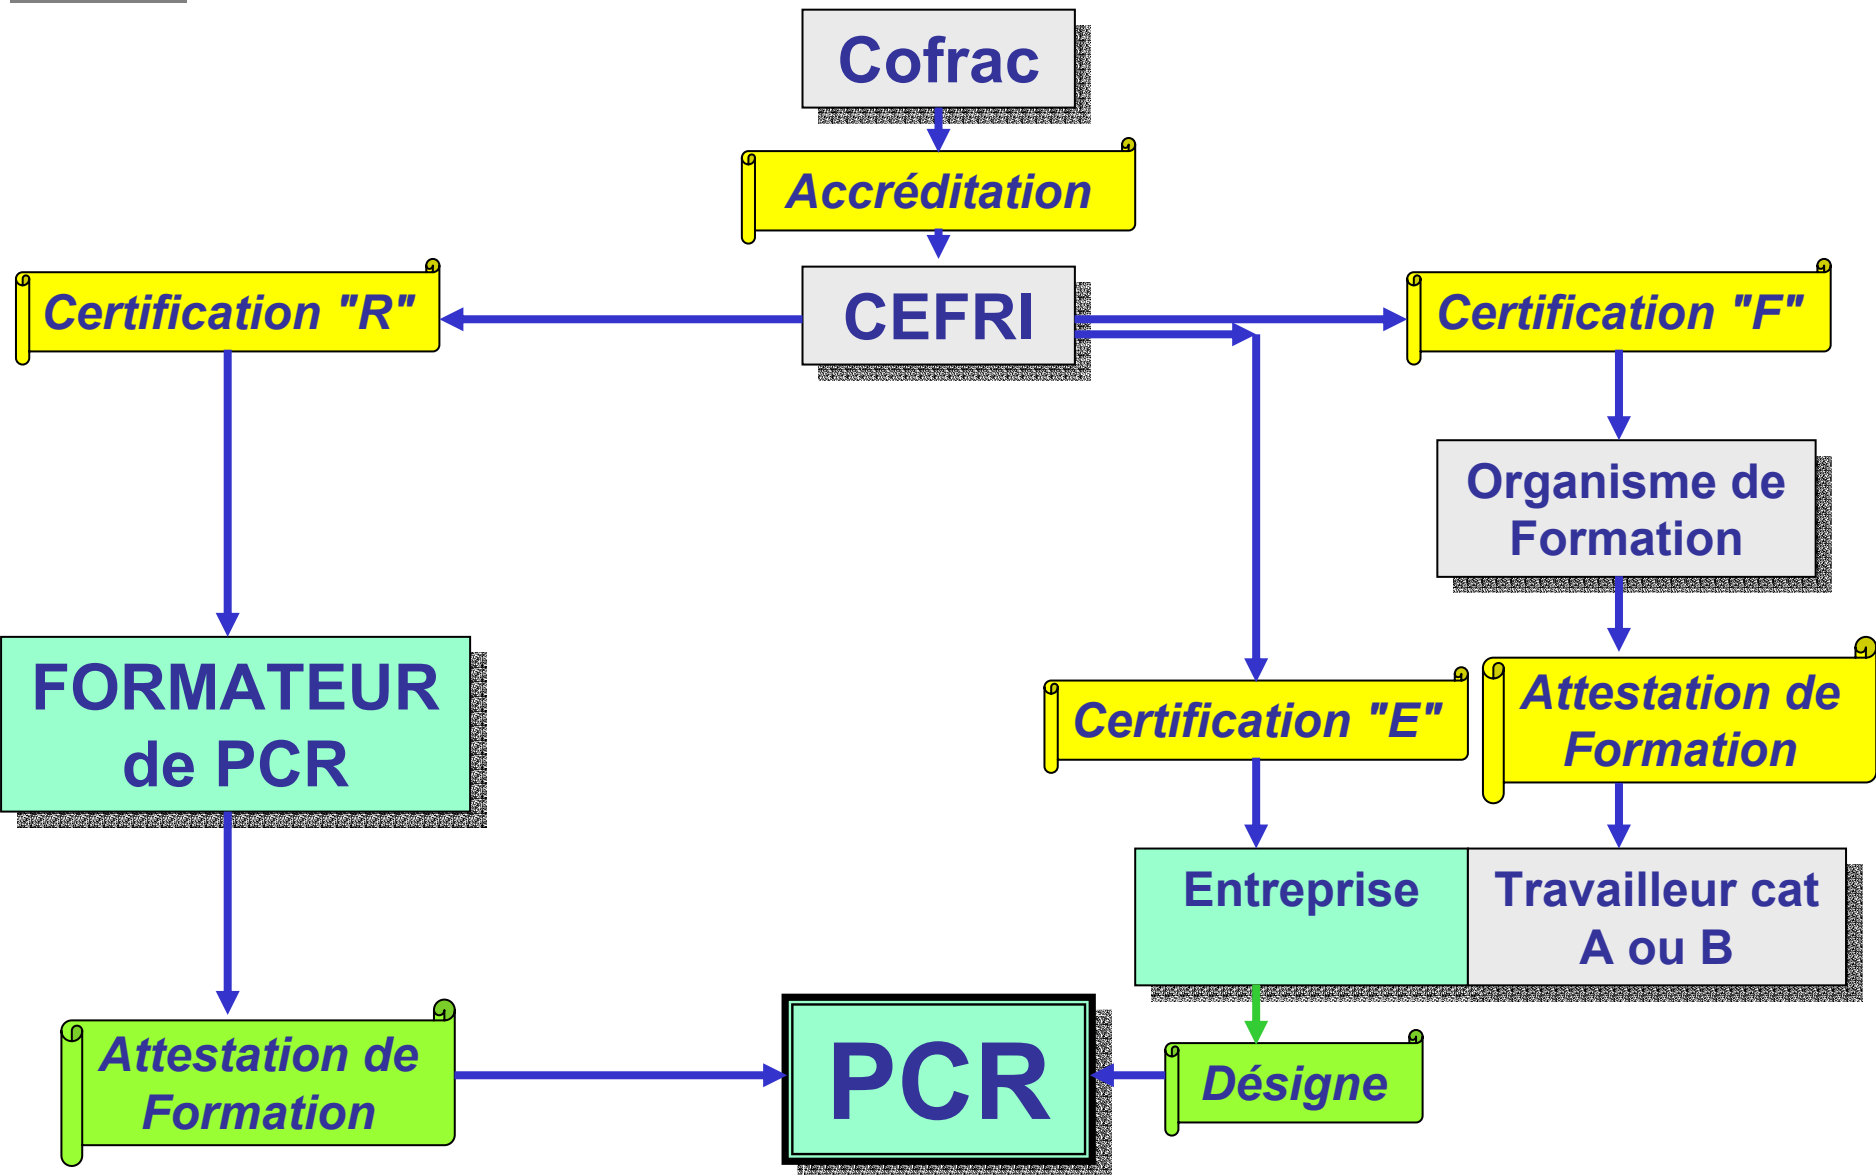 Cofrac
Accréditation
Certification "R"
CEFRI
Certification "F"
Organisme de
Formation
FORMATEUR
de PCR
Certification "E"
Attestation de
Formation
Entreprise
Travailleur cat
A ou B
Attestation de
Formation
PCR
Désigne